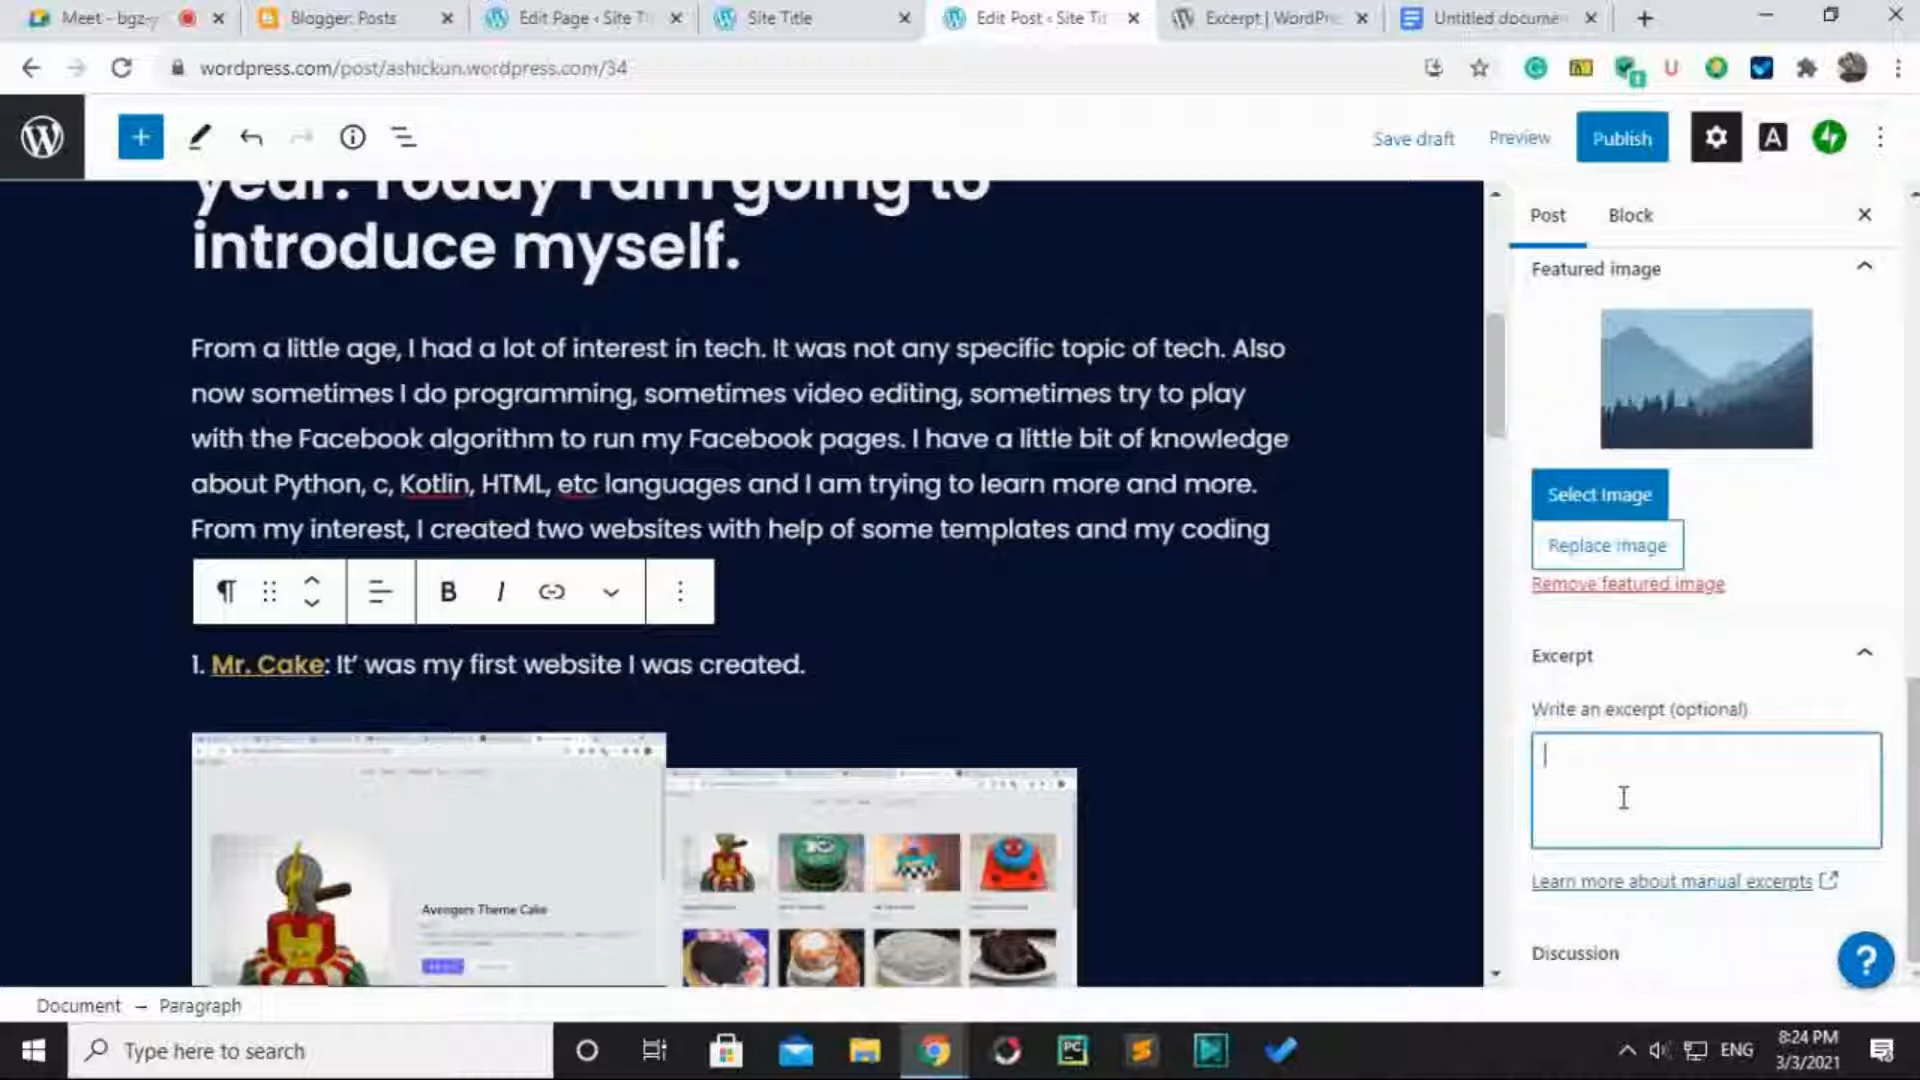 Meet - bgz-
Blogger: Posts
Edit Page ‹ Site T
Site Title
Edit Post ‹ Site Tit
Excerpt | WordPre
Untitled docume
wordpress.com/post/ashickun.wordpress.com/34
Save draft
Preview
Publish
A
year. Today I am going to
introduce myself.
From a little age, I had a lot of interest in tech. It was not any specific topic of tech. Also
now sometimes I do programming, sometimes video editing, sometimes try to play
with the Facebook algorithm to run my Facebook pages. I have a little bit of knowledge
about Python, c, Kotlin, HTML, etc languages and I am trying to learn more and more.
From my interest, I created two websites with help of some templates and my coding
B I
1. Mr. Cake: It’ was my first website I was created.
Avengers Theme Cake
Post
Block
Featured image
Select Image
Replace image
Remove featured image
Excerpt
Write an excerpt (optional)
Learn more about manual excerpts
Discussion
?
Document → Paragraph
Type here to search
PC
ENG
8:24 PM
3/3/2021